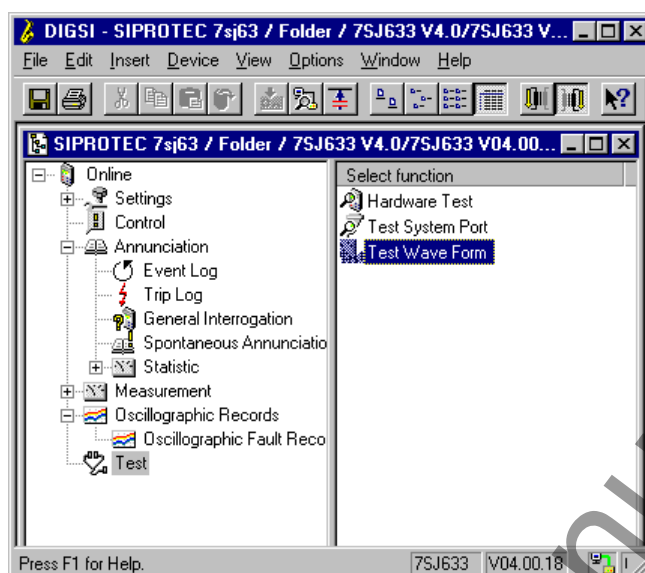 DIGSI - SIPROTEC 7sj63 / Folder / 7SJ633 V4.0/7SJ633 V...
File Edit Insert Device View Options Window Help
SIPROTEC 7sj63 / Folder / 7SJ633 V4.0/7SJ633 V04.00...
Online
Settings
Control
Annunciation
Event Log
Trip Log
General Interrogation
Spontaneous Annunciatio
Statistic
Measurement
Oscillographic Records
Oscillographic Fault Reco
Test
Select function
Hardware Test
Test System Port
Test Wave Form
Press F1 for Help.
7SJ633 V04.00.18